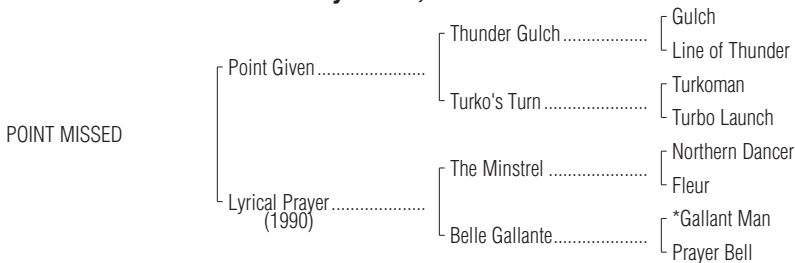 Gulch
Thunder Gulch
Line of Thunder
Point Given
Turkoman
Turko's Turn
Turbo Launch
POINT MISSED
Northern Dancer
The Minstrel
Fleur
Lyrical Prayer
(1990)
*Gallant Man
Belle Gallante
Prayer Bell